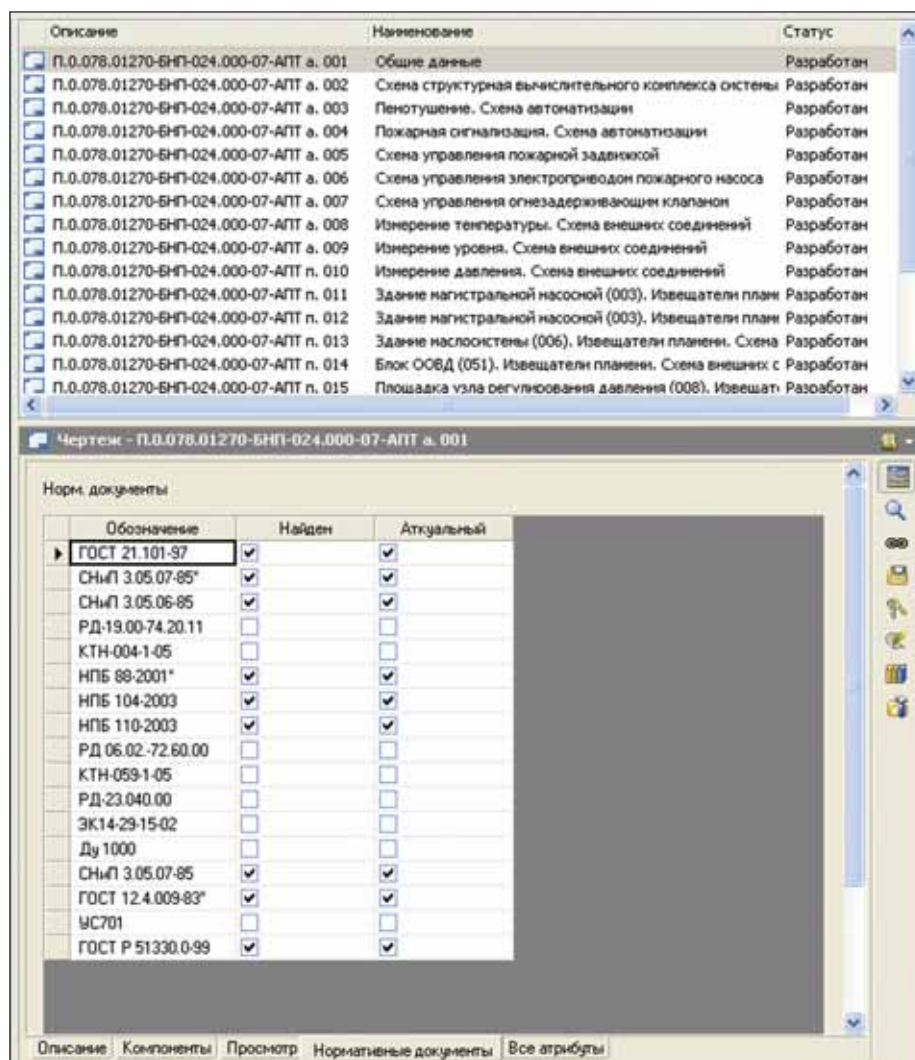 Описание Наименование Статус
П.0.078.01270-БНП-024.000-07-АПТ а. 001 Общие данные Разработан
П.0.078.01270-БНП-024.000-07-АПТ а. 002 Схема структурная вычислительного комплекса системы Разработан
П.0.078.01270-БНП-024.000-07-АПТ а. 003 Пенотушение. Схема автоматизации Разработан
П.0.078.01270-БНП-024.000-07-АПТ а. 004 Пожарная сигнализация. Схема автоматизации Разработан
П.0.078.01270-БНП-024.000-07-АПТ а. 005 Схема управления пожарной задвижкой Разработан
П.0.078.01270-БНП-024.000-07-АПТ а. 006 Схема управления электроприводом пожарного насоса Разработан
П.0.078.01270-БНП-024.000-07-АПТ а. 007 Схема управления огнезадерживающим клапаном Разработан
П.0.078.01270-БНП-024.000-07-АПТ а. 008 Измерение температуры. Схема внешних соединений Разработан
П.0.078.01270-БНП-024.000-07-АПТ а. 009 Измерение уровня. Схема внешних соединений Разработан
П.0.078.01270-БНП-024.000-07-АПТ п. 010 Измерение давления. Схема внешних соединений Разработан
П.0.078.01270-БНП-024.000-07-АПТ п. 011 Здание магистральной насосной (003). Извещатели пламе Разработан
П.0.078.01270-БНП-024.000-07-АПТ п. 012 Здание магистральной насосной (003). Извещатели пламе Разработан
П.0.078.01270-БНП-024.000-07-АПТ п. 013 Здание маслосистемы (006). Извещатели пламени. Схема Разработан
П.0.078.01270-БНП-024.000-07-АПТ п. 014 Блок ООВД (051). Извещатели пламени. Схема внешних с Разработан
П.0.078.01270-БНП-024.000-07-АПТ п. 015 Площадка узла регулирования давления (008). Извещат Разработан
Чертеж - П.0.078.01270-БНП-024.000-07-АПТ а. 001
Норм. документы
Обозначение Найден Аткуальный
ГОСТ 21.101-97
СНиП 3.05.07-85*
СНиП 3.05.06-85
РД-19.00-74.20.11
КТН-004-1-05
НПБ 88-2001*
НПБ 104-2003
НПБ 110-2003
РД 06.02.-72.60.00
КТН-059-1-05
РД-23.040.00
ЭК14-29-15-02
Ду 1000
СНиП 3.05.07-85
ГОСТ 12.4.009-83*
УС701
ГОСТ Р 51330.0-99
Описание Компоненты Просмотр Нормативные документы Все атрибуты